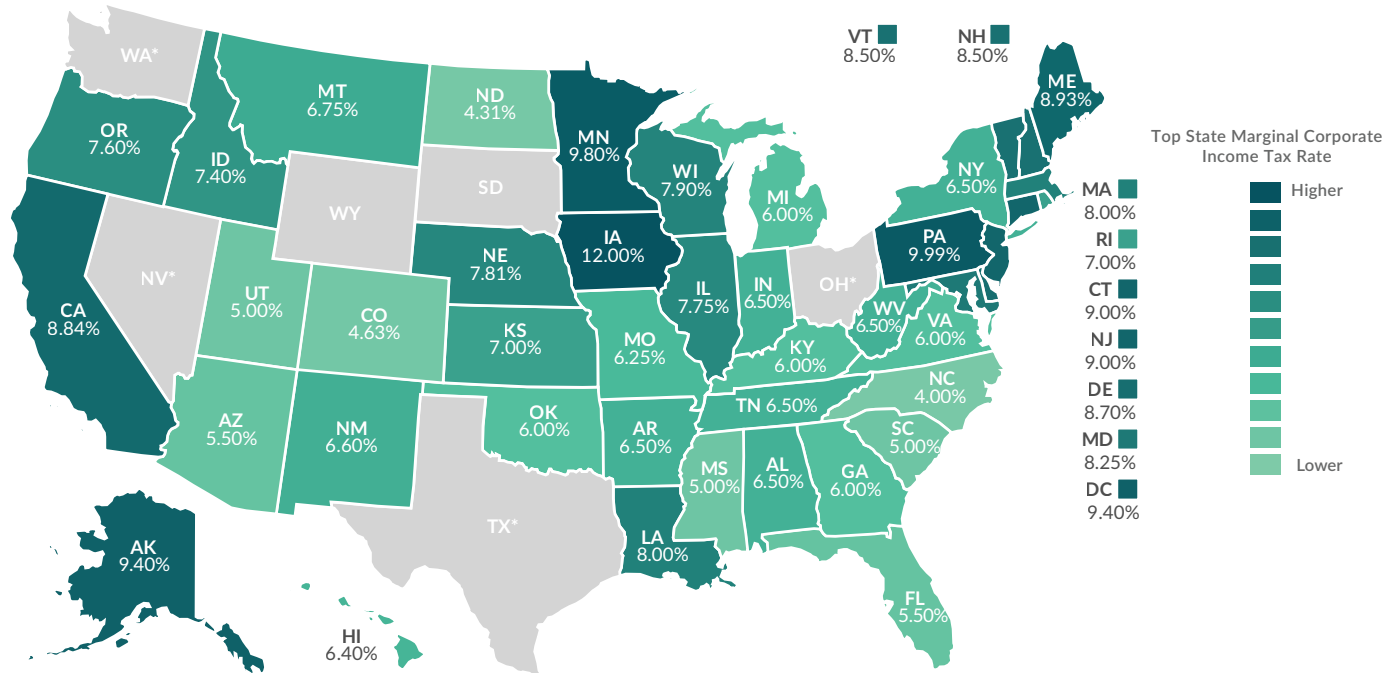 WA*
OR
7.60%
CA
8.84%
NV*
ID
7.40%
MT
6.75%
WY
UT
5.00%
AZ
5.50%
CO
4.63%
NM
6.60%
ND
4.31%
SD
NE
7.81%
KS
7.00%
OK
6.00%
TX*
MN
9.80%
IA
12.00%
MO
6.25%
AR
6.50%
LA
8.00%
WI
7.90%
IL
7.75%
MI
6.00%
IN
6.50%
OH*
KY
6.00%
TN 6.50%
MS
5.00%
AL
6.50%
GA
6.00%
FL
5.50%
SC
5.00%
NC
4.00%
VA
6.00%
WV
6.50%
PA
9.99%
NY
6.50%
ME
8.93%
VT
8.50%
NH
8.50%
AK
9.40%
HI
6.40%
MA
8.00%
RI
7.00%
CT
9.00%
NJ
9.00%
DE
8.70%
MD
8.25%
DC
9.40%
Top State Marginal Corporate
Income Tax Rate
Higher
Lower